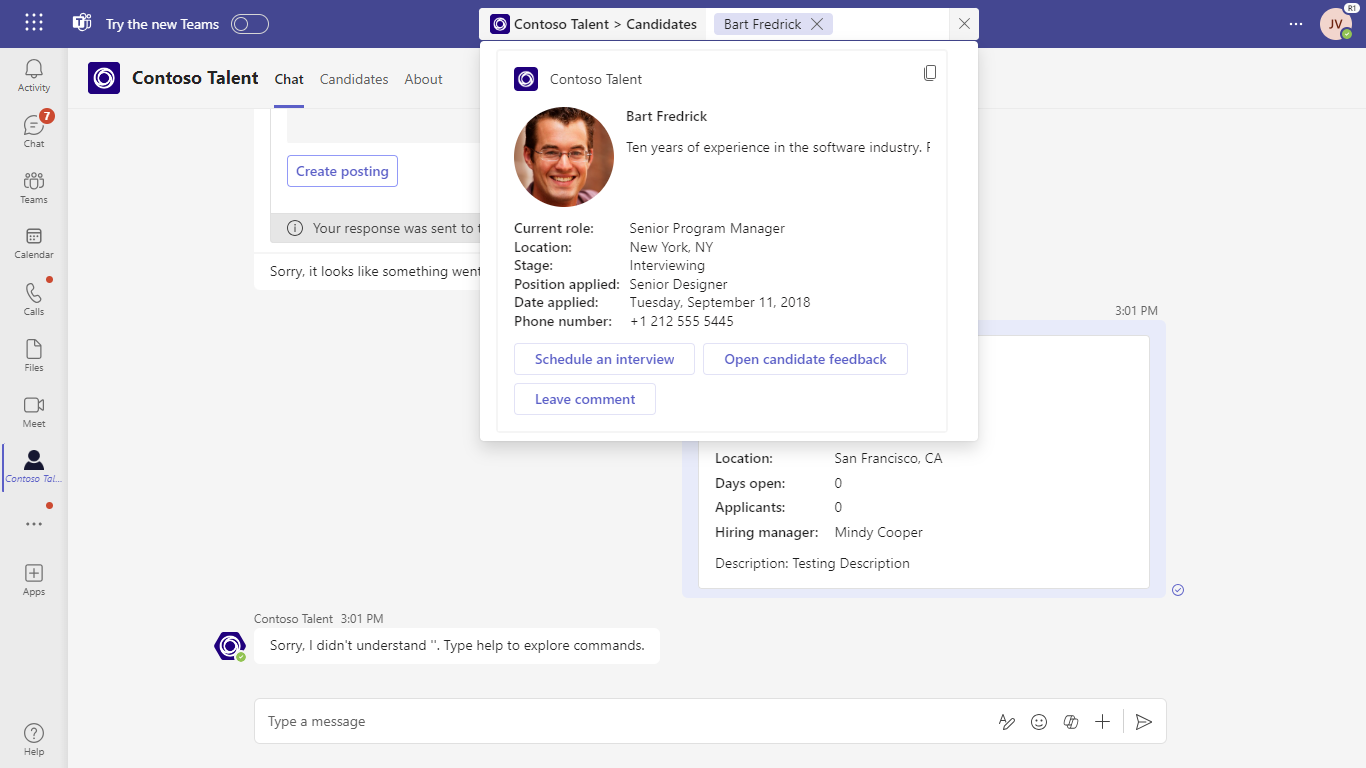 Try the new Teams
Contoso Talent > Candidates
Bart Fredrick
R1
JV
Activity
7
Chat
Teams
Calendar
Calls
Files
Meet
Contoso Tal...
Apps
Help
Contoso Talent
Chat
Candidates
About
Create posting
Your response was sent to t
Sorry, it looks like something went
Contoso Talent
Bart Fredrick
Ten years of experience in the software industry.
Current role: Senior Program Manager
Location: New York, NY
Stage: Interviewing
Position applied: Senior Designer
Date applied: Tuesday, September 11, 2018
Phone number: +1 212 555 5445
Schedule an interview
Open candidate feedback
Leave comment
3:01 PM
Location: San Francisco, CA
Days open: 0
Applicants: 0
Hiring manager: Mindy Cooper
Description: Testing Description
Contoso Talent 3:01 PM
Sorry, I didn't understand ''. Type help to explore commands.
Type a message